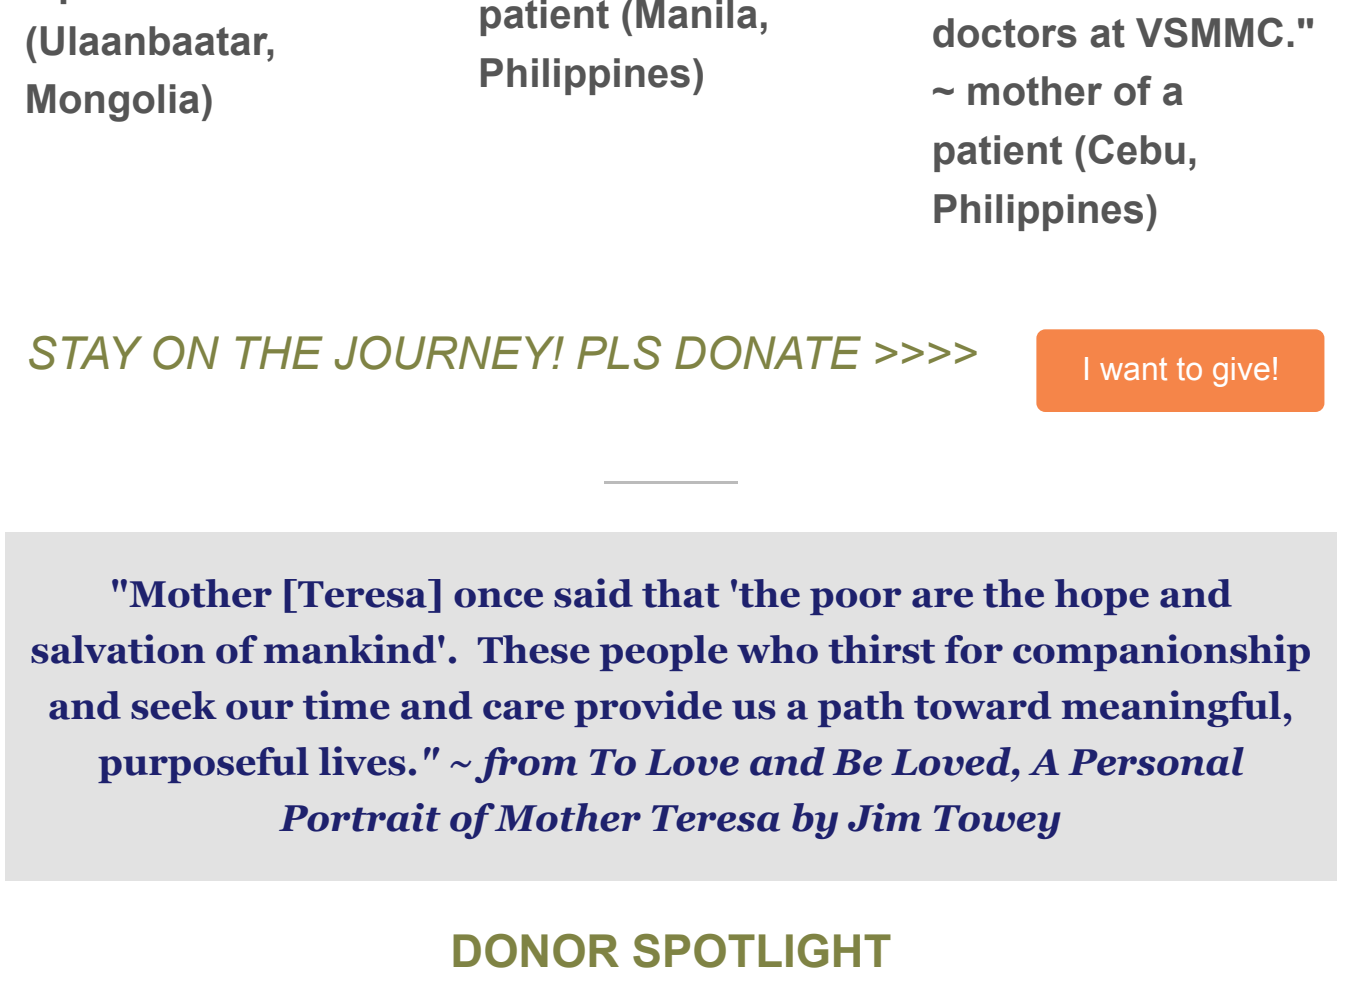 (Ulaanbaatar,
Mongolia)
patient (Manila,
Philippines)
doctors at VSMMC."
~ mother of a
patient (Cebu,
Philippines)
STAY ON THE JOURNEY! PLS DONATE >>>>
I want to give!
"Mother [Teresa] once said that 'the poor are the hope and
salvation of mankind'.  These people who thirst for companionship
and seek our time and care provide us a path toward meaningful,
purposeful lives." ~ from To Love and Be Loved, A Personal
Portrait of Mother Teresa by Jim Towey
DONOR SPOTLIGHT